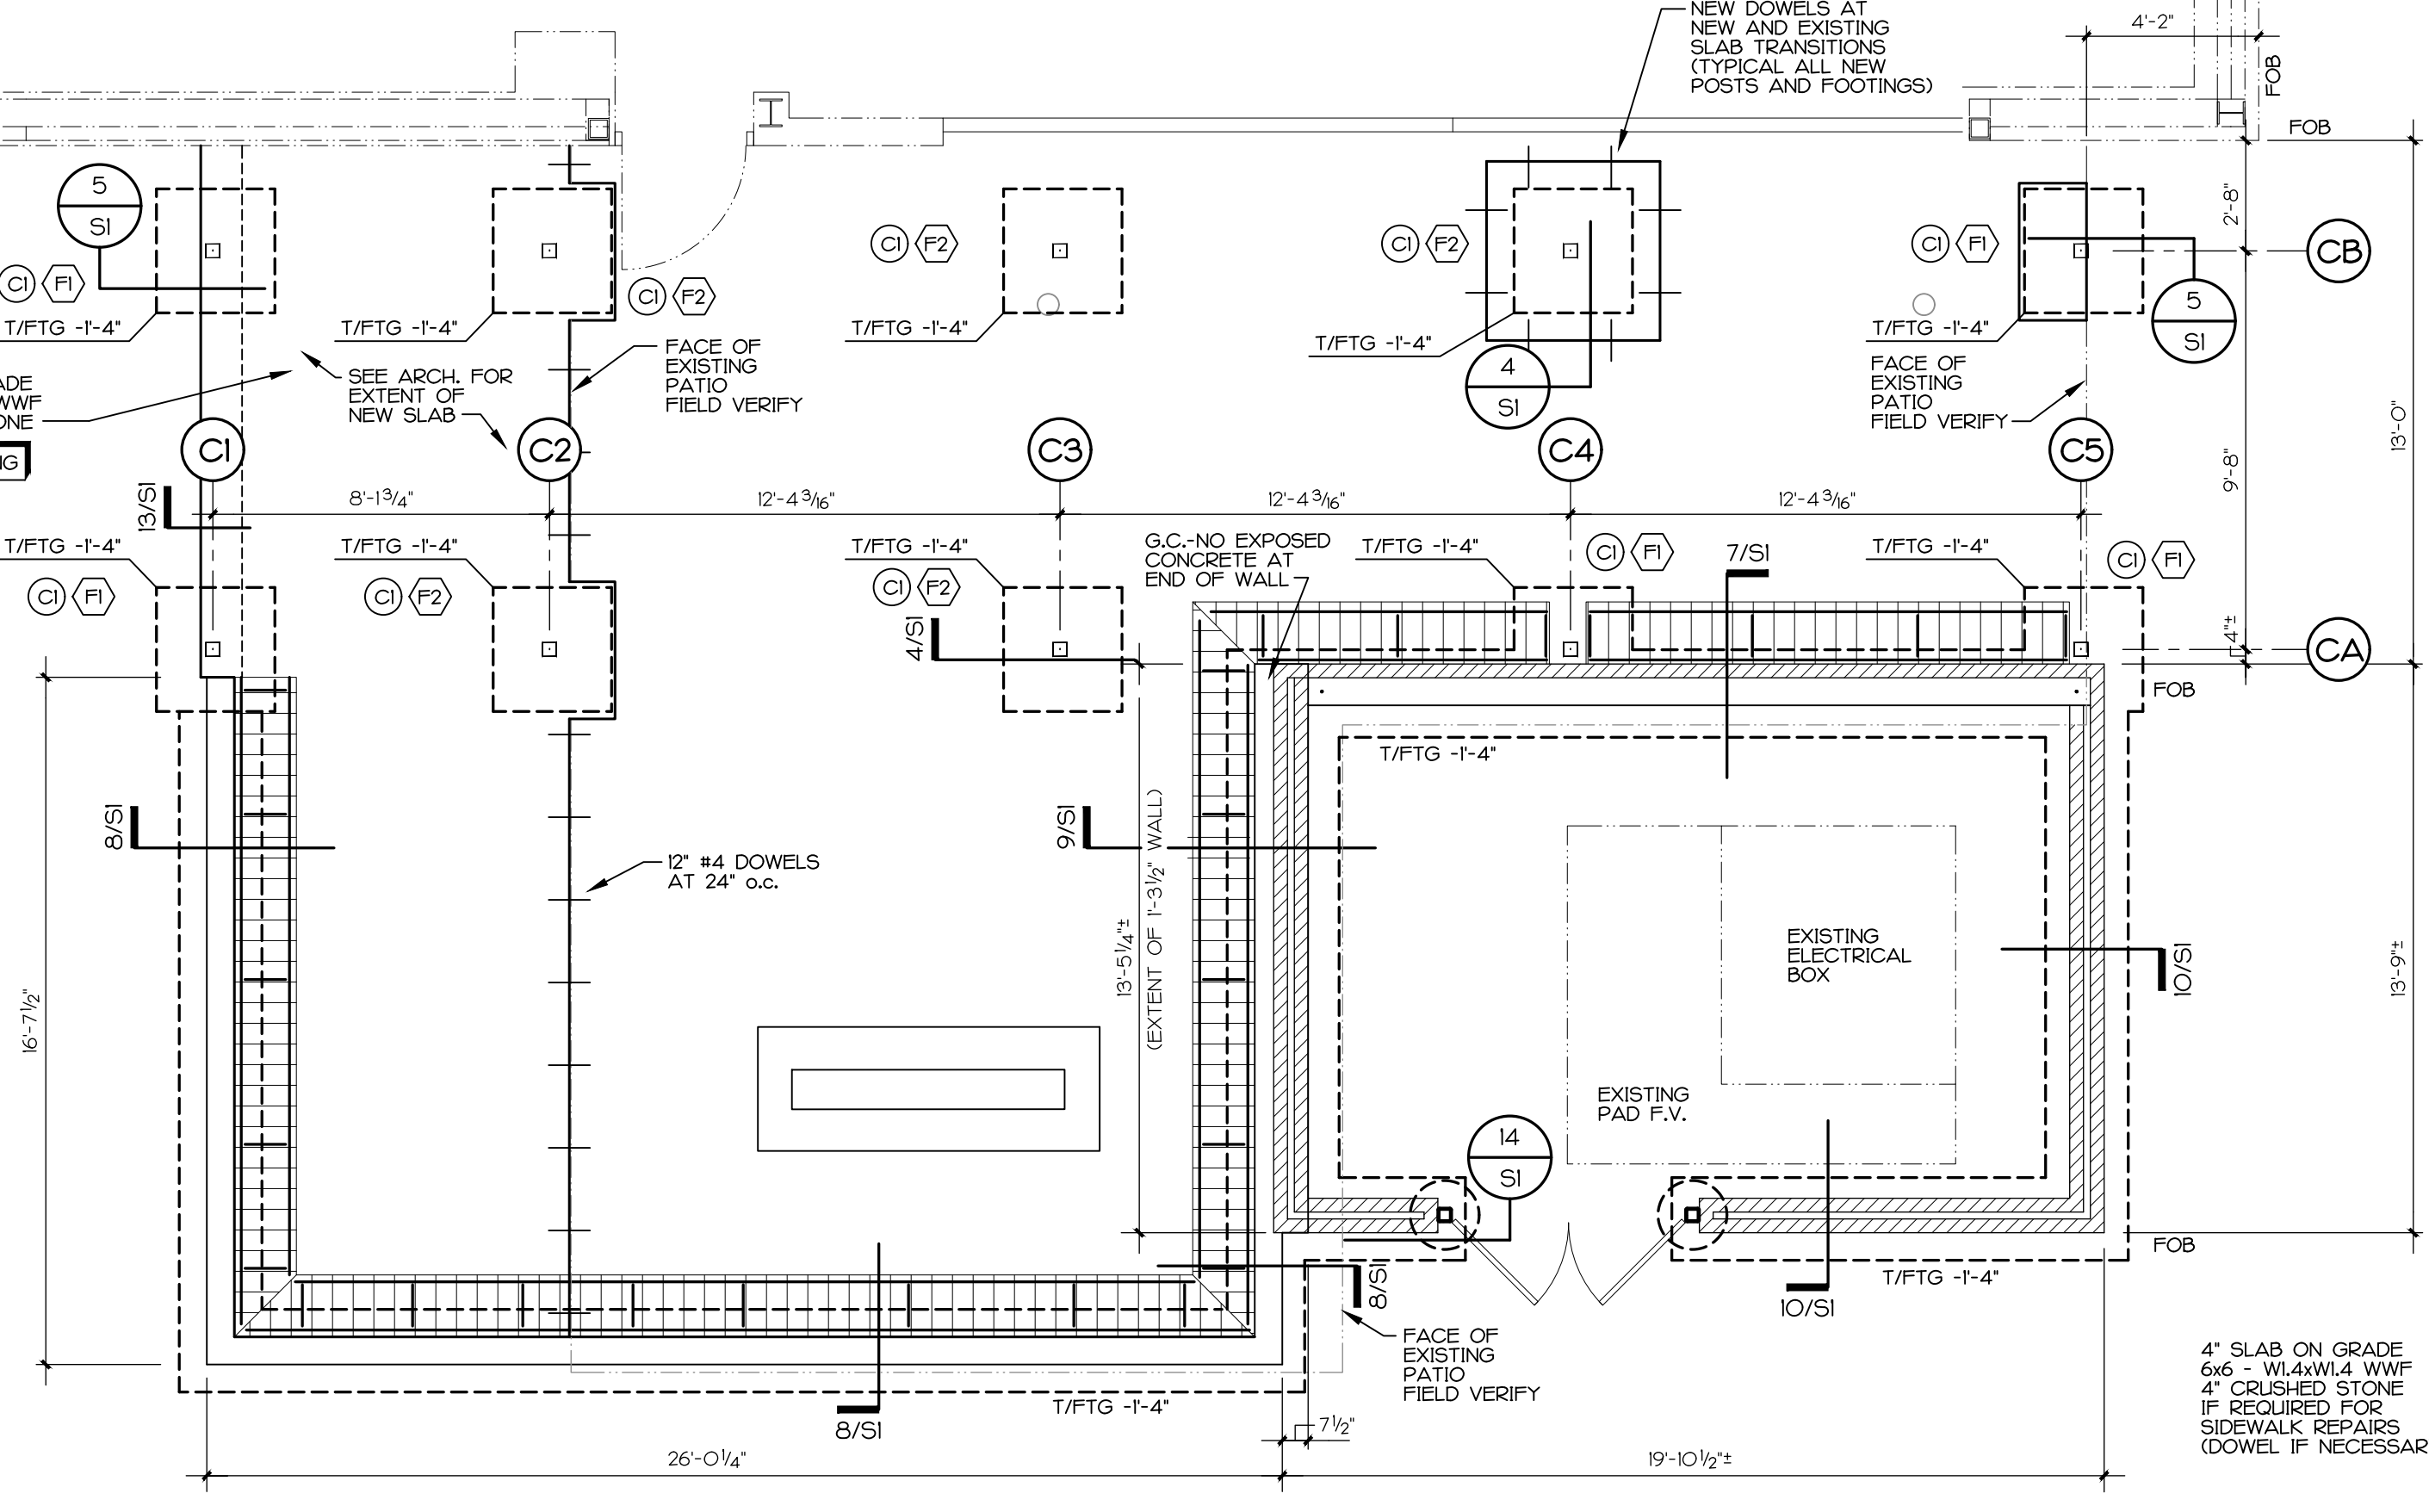 NEW DOWELS AT
NEW AND EXISTING
SLAB TRANSITIONS
(TYPICAL ALL NEW
POSTS AND FOOTINGS)
4'-2"
FOB
FOB
5
S1
C1 F1
T/FTG -1'-4"
T/FTG -1'-4"
C1 F2
C1 F2
T/FTG -1'-4"
C1 F2
T/FTG -1'-4"
4
S1
C1 F1
T/FTG -1'-4"
5
S1
2'-8"
CB
ADE
WWF
ONE
SEE ARCH. FOR
EXTENT OF
NEW SLAB
FACE OF
EXISTING
PATIO
FIELD VERIFY
FACE OF
EXISTING
PATIO
FIELD VERIFY
NG
C1
C2
C3
C4
C5
13'-0"
9'-8"
13/S1
8'-1 3/4"
12'-4 3/16"
12'-4 3/16"
12'-4 3/16"
T/FTG -1'-4"
C1 F1
T/FTG -1'-4"
C1 F2
T/FTG -1'-4"
C1 F2
G.C.-NO EXPOSED
CONCRETE AT
END OF WALL
T/FTG -1'-4"
C1 F1
7/S1
T/FTG -1'-4"
C1 F1
4/S1
4"±
CA
FOB
T/FTG -1'-4"
8/S1
9/S1
12" #4 DOWELS
AT 24" o.c.
13'-5 1/4"±
(EXTENT OF 1'-3 1/2" WALL)
EXISTING
ELECTRICAL
BOX
10/S1
13'-9"±
16'-7 1/2"
EXISTING
PAD F.V.
14
S1
8/S1
FOB
T/FTG -1'-4"
10/S1
FACE OF
EXISTING
PATIO
FIELD VERIFY
T/FTG -1'-4"
8/S1
7 1/2"
4" SLAB ON GRADE
6x6 - W1.4xW1.4 WWF
4" CRUSHED STONE
IF REQUIRED FOR
SIDEWALK REPAIRS
(DOWEL IF NECESSAR
26'-0 1/4"
19'-10 1/2"±